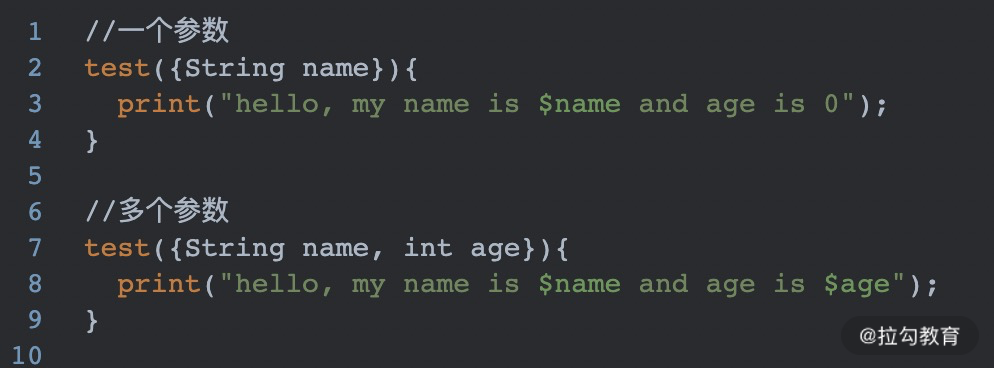 1 //一个参数
2 test({String name}){
3   print("hello, my name is $name and age is 0");
4 }
5
6 //多个参数
7 test({String name, int age}){
8   print("hello, my name is $name and age is $age");
9 }
10
@拉勾教育